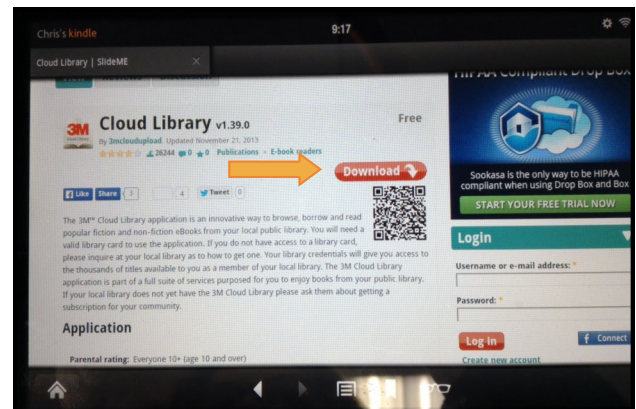 Chris's kindle
9:17
Cloud Library | SlideME
HIPAA Compliant Drop Box
3M
Cloud Library v1.39.0
Free
By 3mcloudupload. Updated November 21, 2013
26244 0 0 Publications > E-book readers
Download
Like Share 3 4 Tweet 0
The 3M™ Cloud Library application is an innovative way to browse, borrow and read
popular fiction and non-fiction eBooks from your local public library. You will need a
valid library card to use the application. If you do not have access to a library card,
please inquire at your local library as to how to get one. Your library credentials will give you access to
the thousands of titles available to you as a member of your local library. The 3M Cloud Library
application is part of a full suite of services purposed for you to enjoy books from your public library.
If your local library does not yet have the 3M Cloud Library please ask them about getting a
subscription for your community.
Application
Parental rating: Everyone 10+ (age 10 and over)
Sookasa is the only way to be HIPAA
compliant when using Drop Box and Box
START YOUR FREE TRIAL NOW
Login
Username or e-mail address: *
Password: *
Log in
f Connect
Create new account